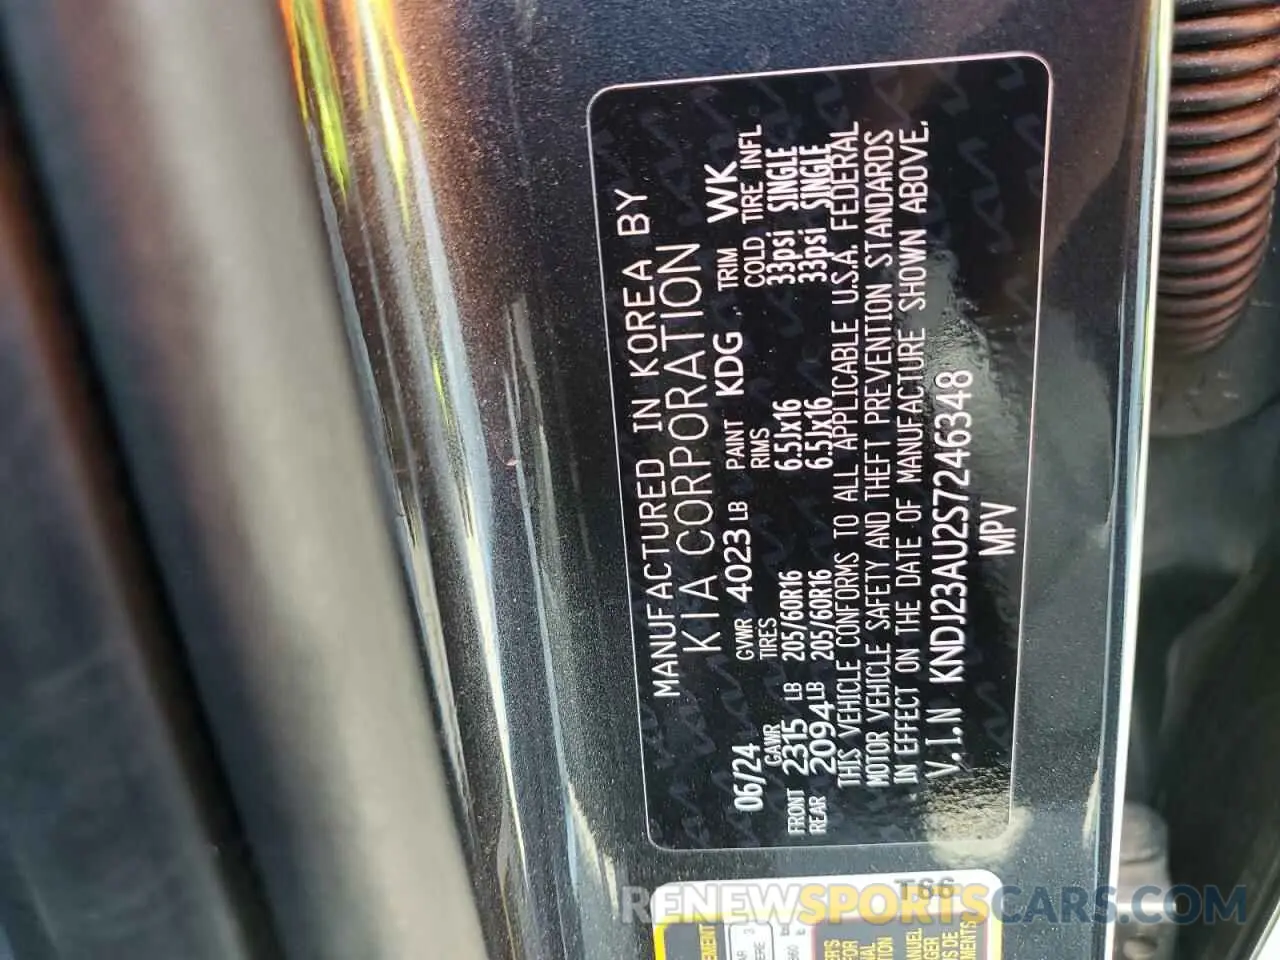 MANUFACTURED IN KOREA BY
KIA CORPORATION
06/24 GVWR 4023 LB PAINT KDG TRIM WK
GAWR TIRES RIMS COLD TIRE INFL
FRONT 2315 LB 205/60R16 6.5Jx16 33psi SINGLE
REAR 2094 LB 205/60R16 6.5Jx16 33psi SINGLE
THIS VEHICLE CONFORMS TO ALL APPLICABLE U.S.A. FEDERAL
MOTOR VEHICLE SAFETY AND THEFT PREVENTION STANDARDS
IN EFFECT ON THE DATE OF MANUFACTURE SHOWN ABOVE.
V.I.N KNDJ23AU2S7246348
MPV
T66
RENEWSPORTSCARS.COM